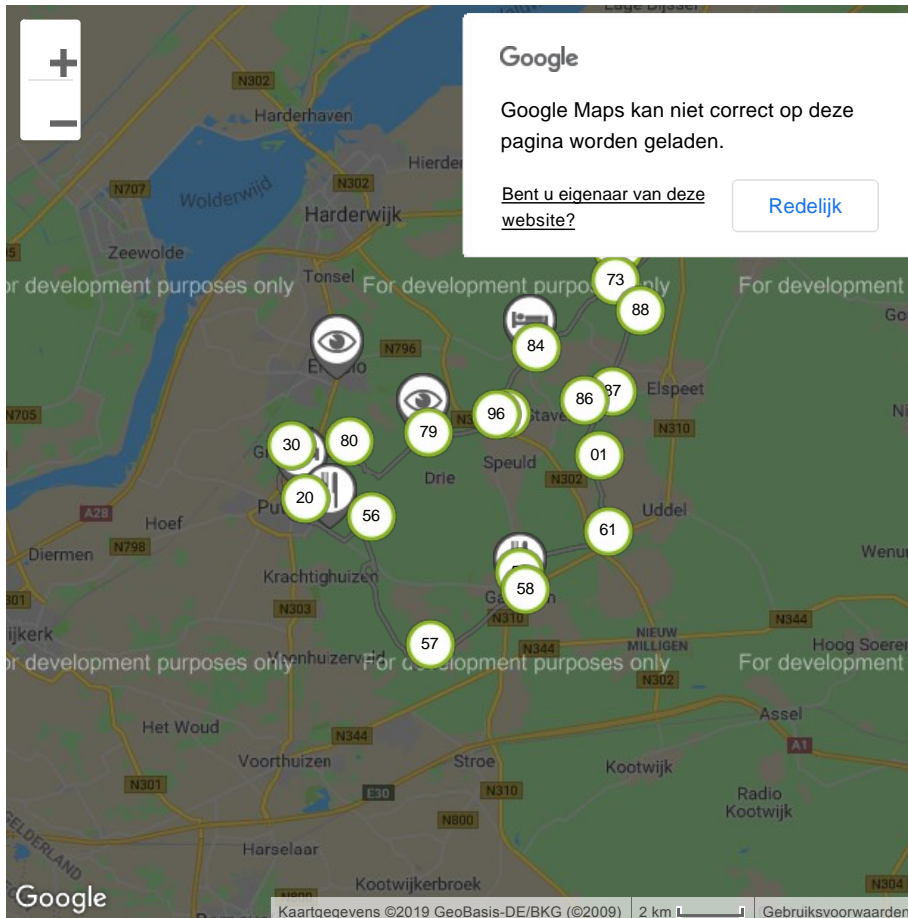 +
−
Google
Google Maps kan niet correct op deze
pagina worden geladen.
Bent u eigenaar van deze
website?
Redelijk
N302
Harderhaven
Hierden
N707
Wolderwijd
N302
Harderwijk
Zeewolde
Tonsel
73
For development purposes only
For development purposes only
For development
88
84
N796
87
Elspeet
86
N705
96
79
N310
30
80
01
Drie
Speuld
N302
20
56
Uddel
A28
Hoef
61
N798
Diermen
Krachtighuizen
58
N303
N310
N344
57
NIEUW
MILLIGEN
N344
Hoog Soeren
For development purposes only
For development purposes only
For development
N302
Assel
Het Woud
N344
A1
Voorthuizen
Stroe
Kootwijk
N301
E30
N310
Radio
Kootwijk
N800
GELDERLAND
Harselaar
Kootwijkerbroek
N304
N800
Google
Kaartgegevens ©2019 GeoBasis-DE/BKG (©2009)
2 km
Gebruiksvoorwaarden